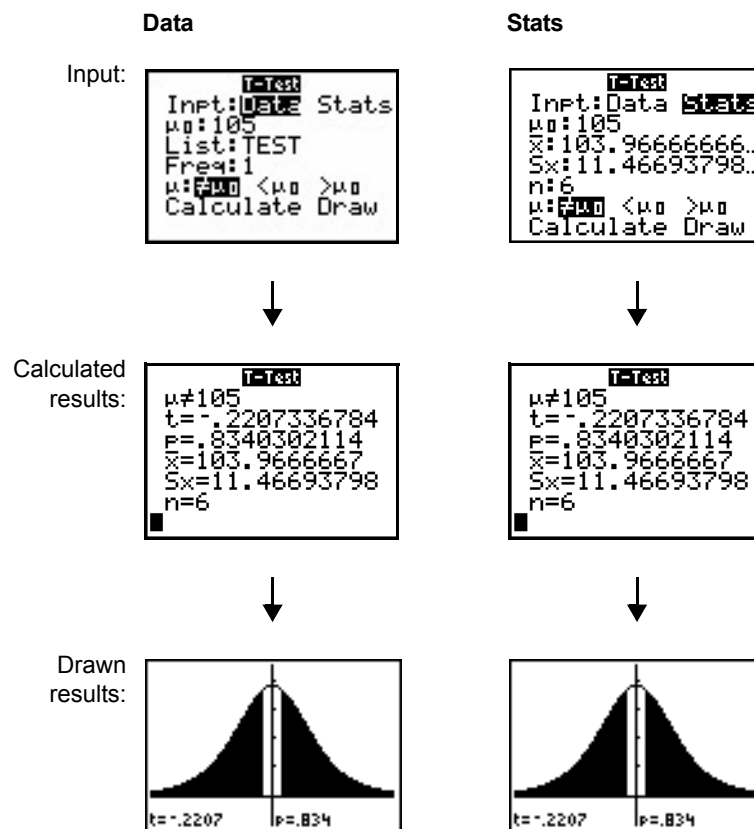 Data
Stats
Input:
T-Test
Inpt:Data Stats
μ0:105
List:TEST
Freq:1
μ:≠μ0 <μ0 >μ0
Calculate Draw
T-Test
Inpt:Data Stats
μ0:105
x̄:103.96666666…
Sx:11.46693798…
n:6
μ:≠μ0 <μ0 >μ0
Calculate Draw
Calculated
results:
T-Test
μ≠105
t=-.2207336784
p=.8340302114
x̄=103.9666667
Sx=11.46693798
n=6
T-Test
μ≠105
t=-.2207336784
p=.8340302114
x̄=103.9666667
Sx=11.46693798
n=6
Drawn
results:
t=-.2207 p=.834
t=-.2207 p=.834